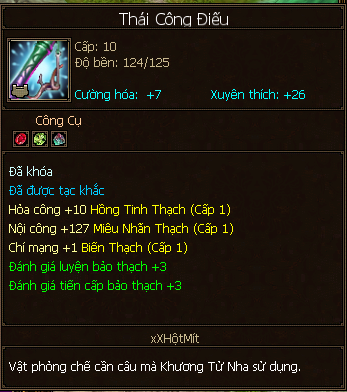 Thái Công Điếu
Cấp: 10
Độ bền: 124/125
Cường hóa: +7 Xuyên thích: +26
Công Cụ
Đã khóa
Đã được tạc khắc
Hỏa công +10 Hồng Tinh Thạch (Cấp 1)
Nội công +127 Miêu Nhãn Thạch (Cấp 1)
Chí mạng +1 Biến Thạch (Cấp 1)
Đánh giá luyện bảo thạch +3
Đánh giá tiến cấp bảo thạch +3
xXHộtMít
Vật phỏng chế cần câu mà Khương Tử Nha sử dụng.